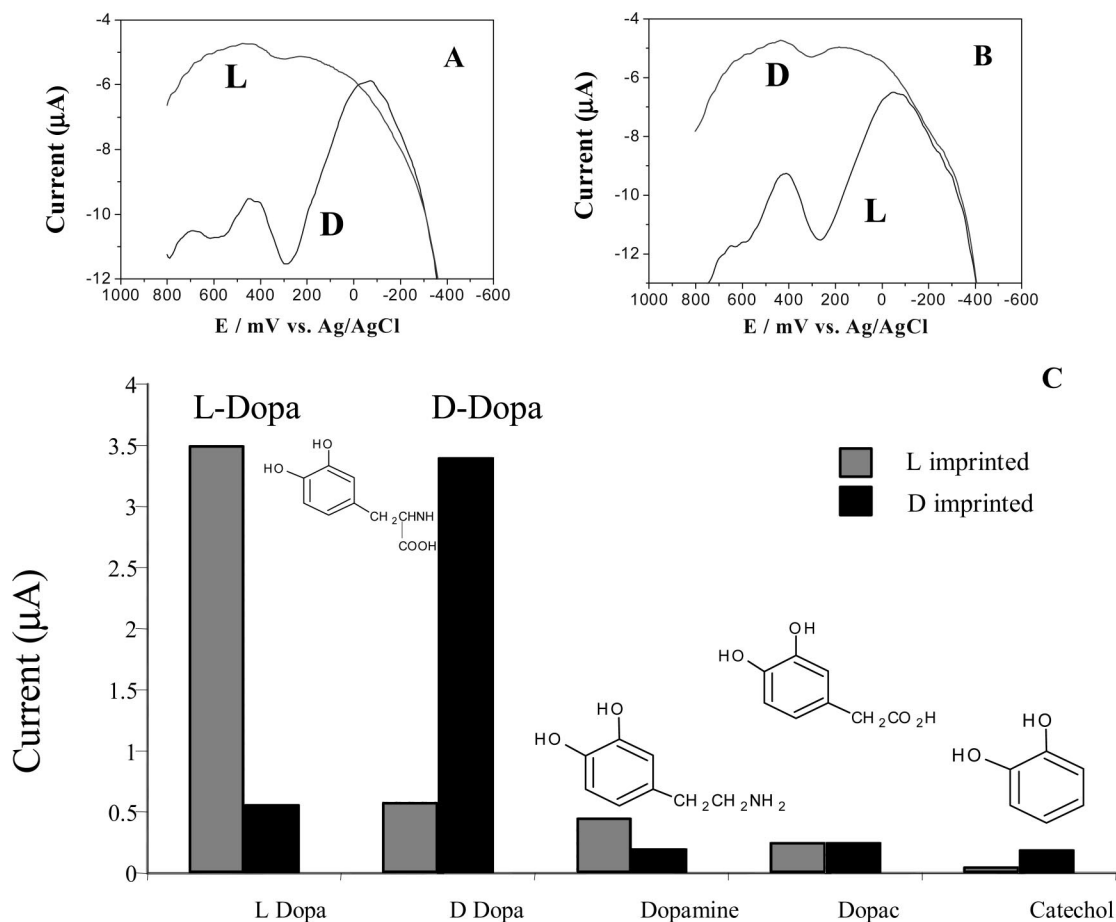 A
L
D
-4
-6
-8
-10
-12
Current (µA)
1000 800 600 400 200 0 -200 -400 -600
E / mV vs. Ag/AgCl
B
D
L
-4
-6
-8
-10
-12
Current (µA)
1000 800 600 400 200 0 -200 -400 -600
E / mV vs. Ag/AgCl
C
L-Dopa
D-Dopa
HO
HO
CH₂CHNH
COOH
L imprinted
D imprinted
OH
HO
CH₂CO₂H
HO
HO
CH₂CH₂NH₂
OH
HO
4
3.5
3
2.5
2
1.5
1
0.5
0
Current (µA)
L Dopa D Dopa Dopamine Dopac Catechol